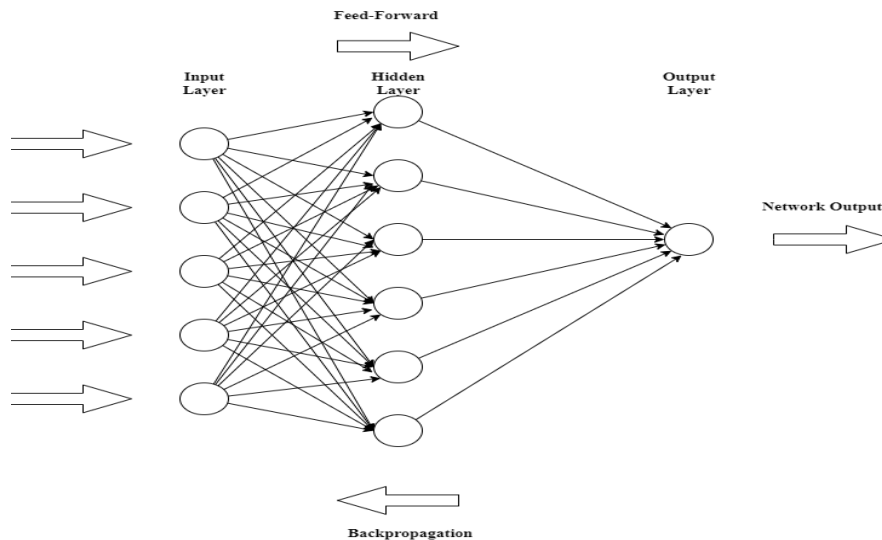 Feed-Forward
Input
Layer
Hidden
Layer
Output
Layer
Network Output
Backpropagation